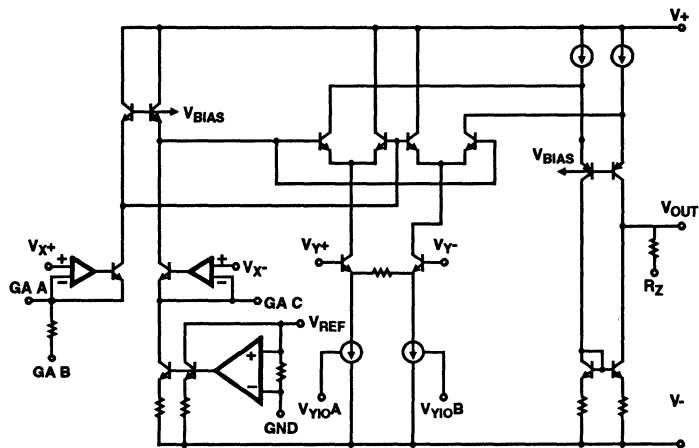 V+
VBIAS
VBIAS
VOUT
VX+
+
−
GA A
VY+
VY-
+
−
VX-
RZ
GA C
GA B
VREF
+
−
VYIOA
VYIOB
GND
V-